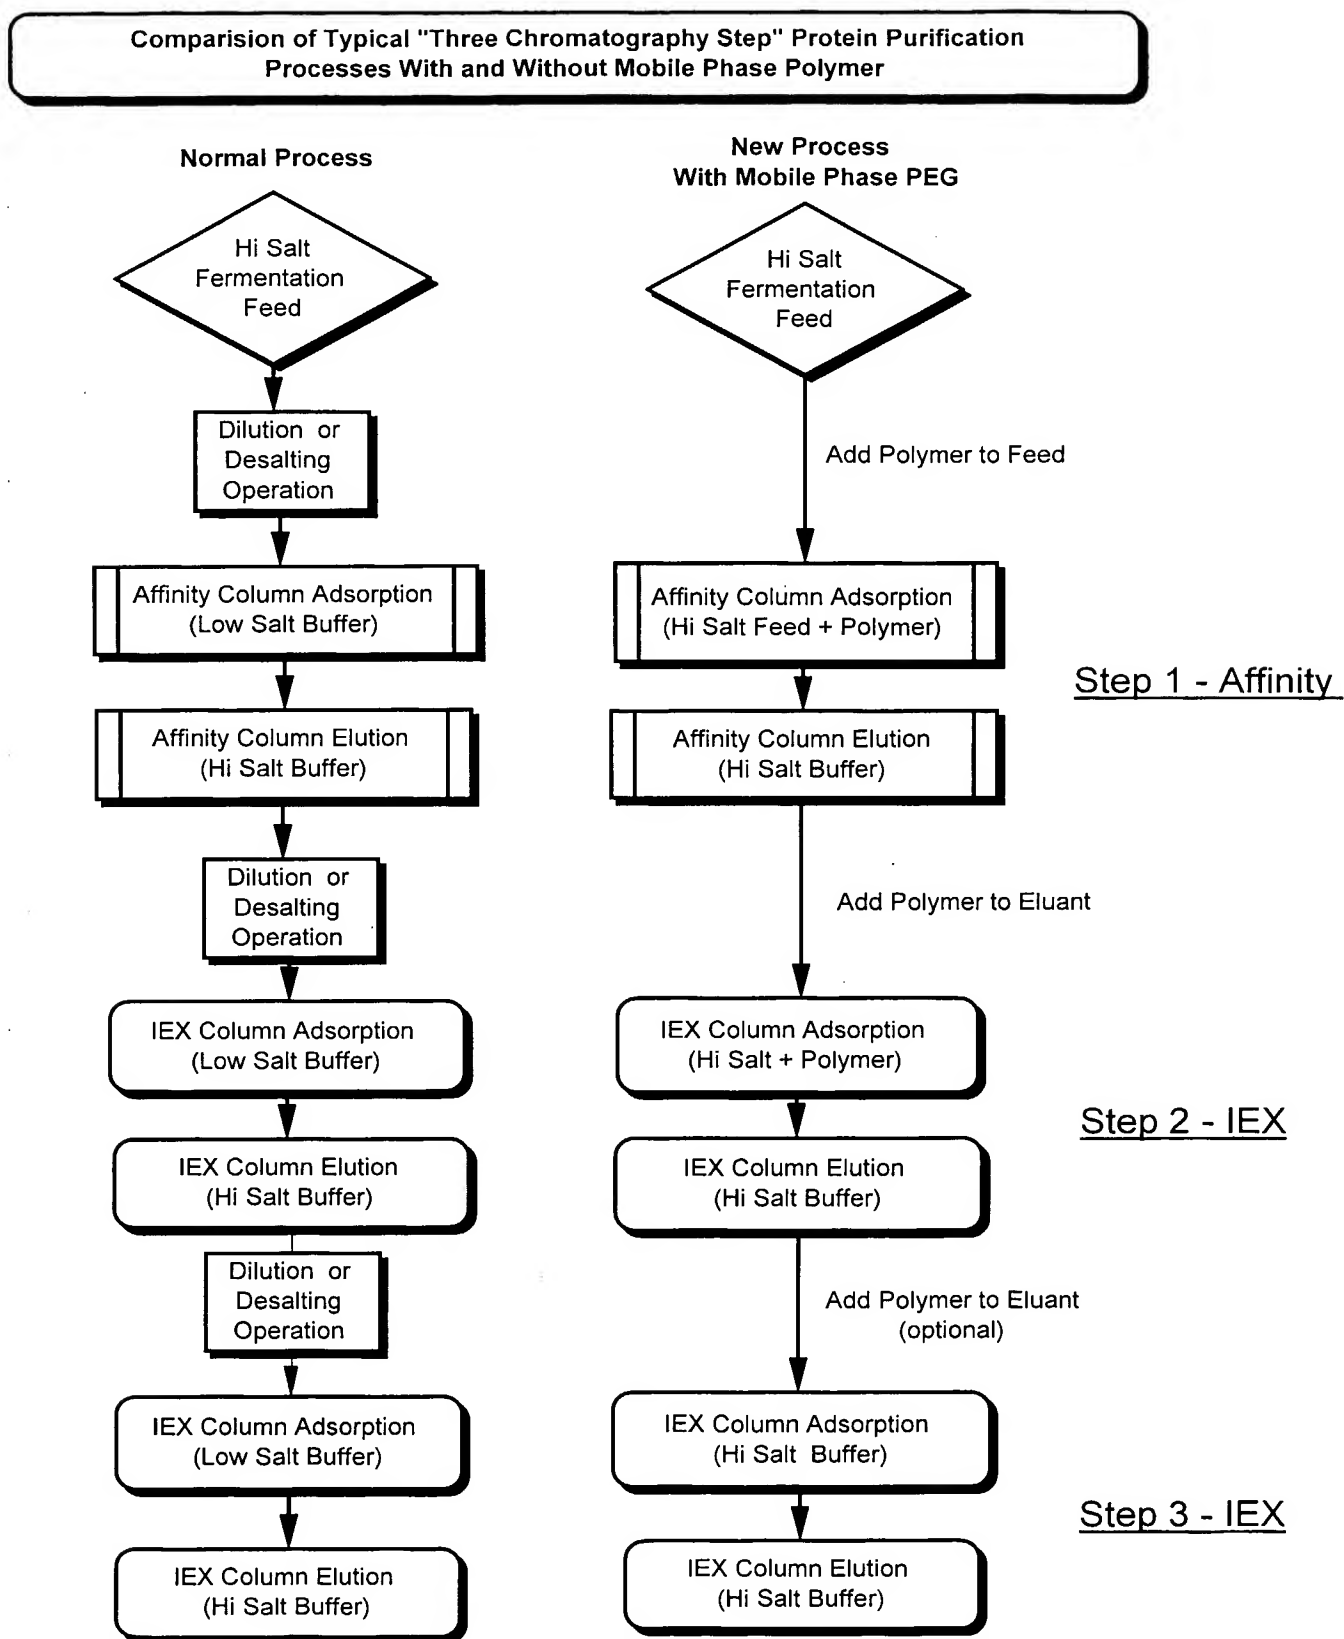 Comparision of Typical "Three Chromatography Step" Protein Purification
Processes With and Without Mobile Phase Polymer
Normal Process
Hi Salt
Fermentation
Feed
Dilution or
Desalting
Operation
Affinity Column Adsorption
(Low Salt Buffer)
Affinity Column Elution
(Hi Salt Buffer)
Dilution or
Desalting
Operation
IEX Column Adsorption
(Low Salt Buffer)
IEX Column Elution
(Hi Salt Buffer)
Dilution or
Desalting
Operation
IEX Column Adsorption
(Low Salt Buffer)
IEX Column Elution
(Hi Salt Buffer)
New Process
With Mobile Phase PEG
Hi Salt
Fermentation
Feed
Add Polymer to Feed
Affinity Column Adsorption
(Hi Salt Feed + Polymer)
Affinity Column Elution
(Hi Salt Buffer)
Add Polymer to Eluant
IEX Column Adsorption
(Hi Salt + Polymer)
IEX Column Elution
(Hi Salt Buffer)
Add Polymer to Eluant
(optional)
IEX Column Adsorption
(Hi Salt Buffer)
IEX Column Elution
(Hi Salt Buffer)
Step 1 - Affinity
Step 2 - IEX
Step 3 - IEX